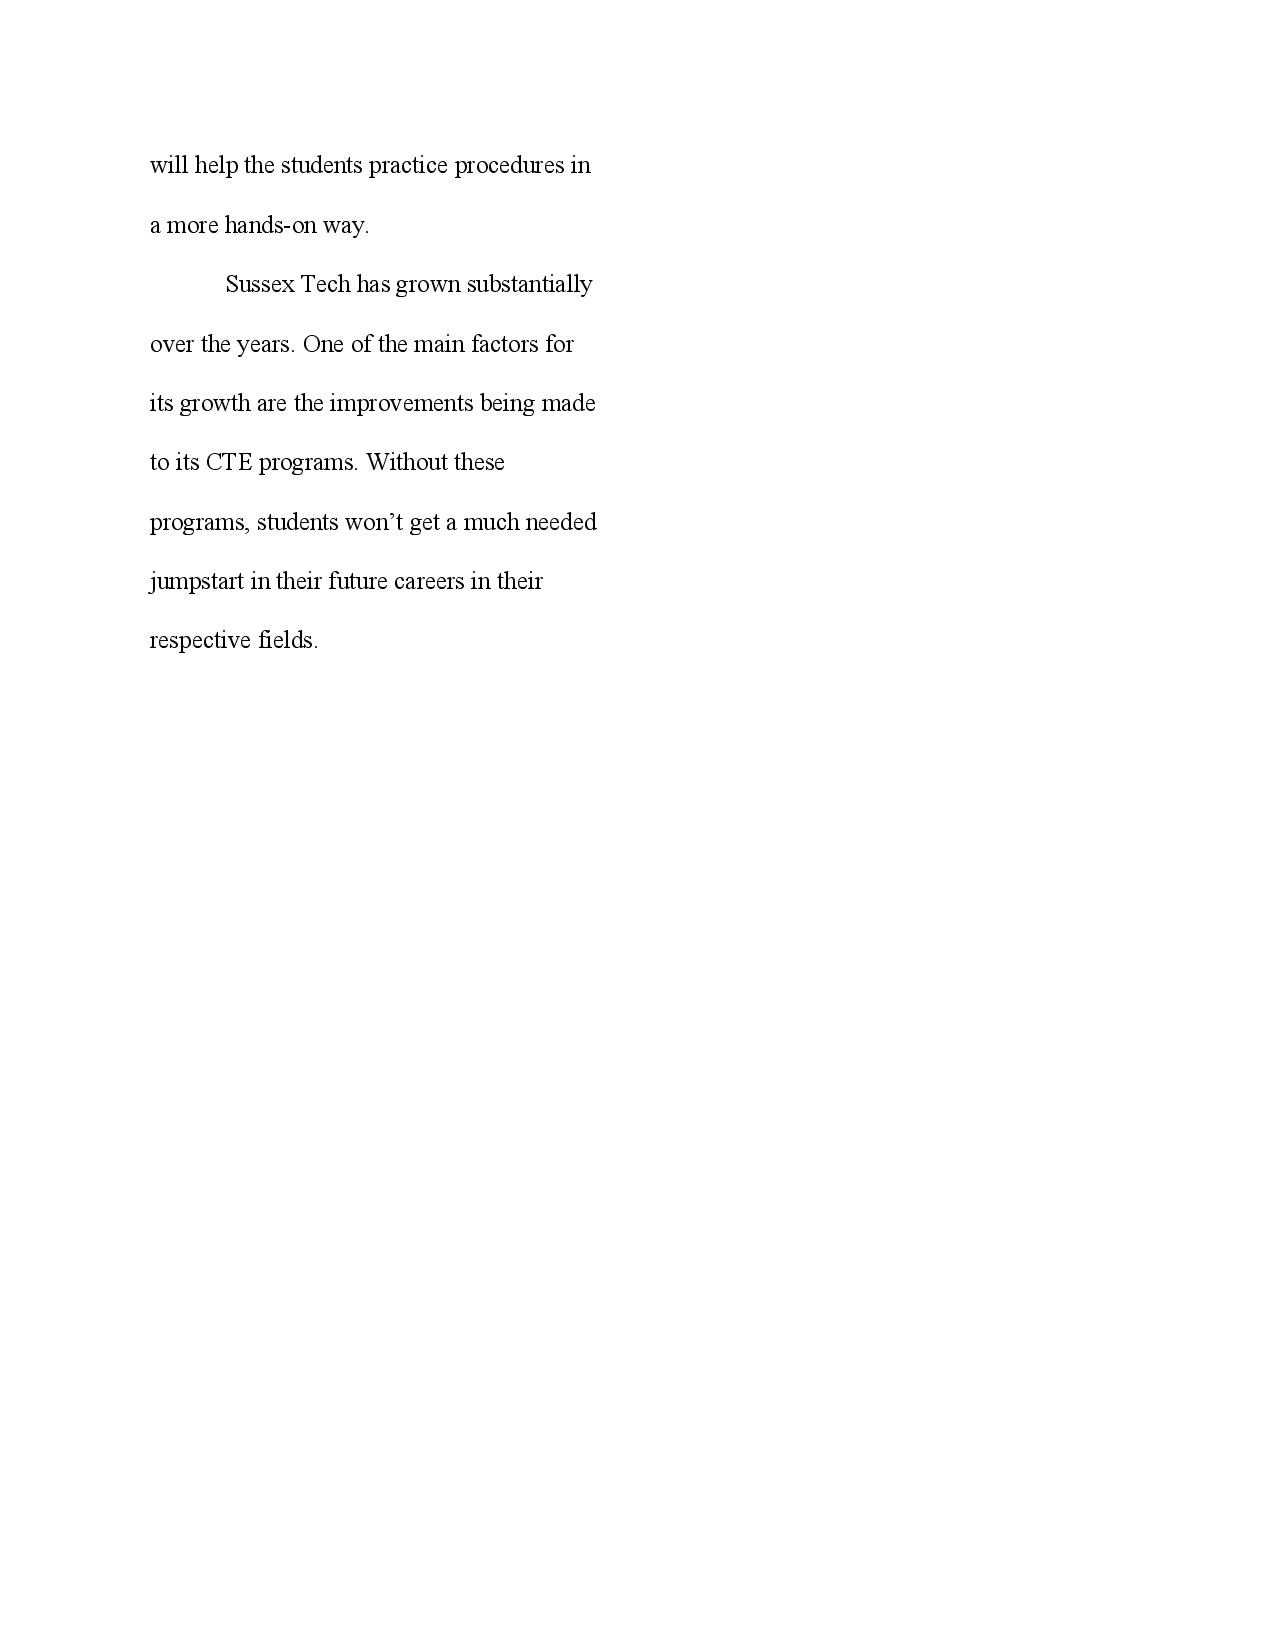 will help the students practice procedures in
a more hands-on way.
Sussex Tech has grown substantially
over the years. One of the main factors for
its growth are the improvements being made
to its CTE programs. Without these
programs, students won’t get a much needed
jumpstart in their future careers in their
respective fields.